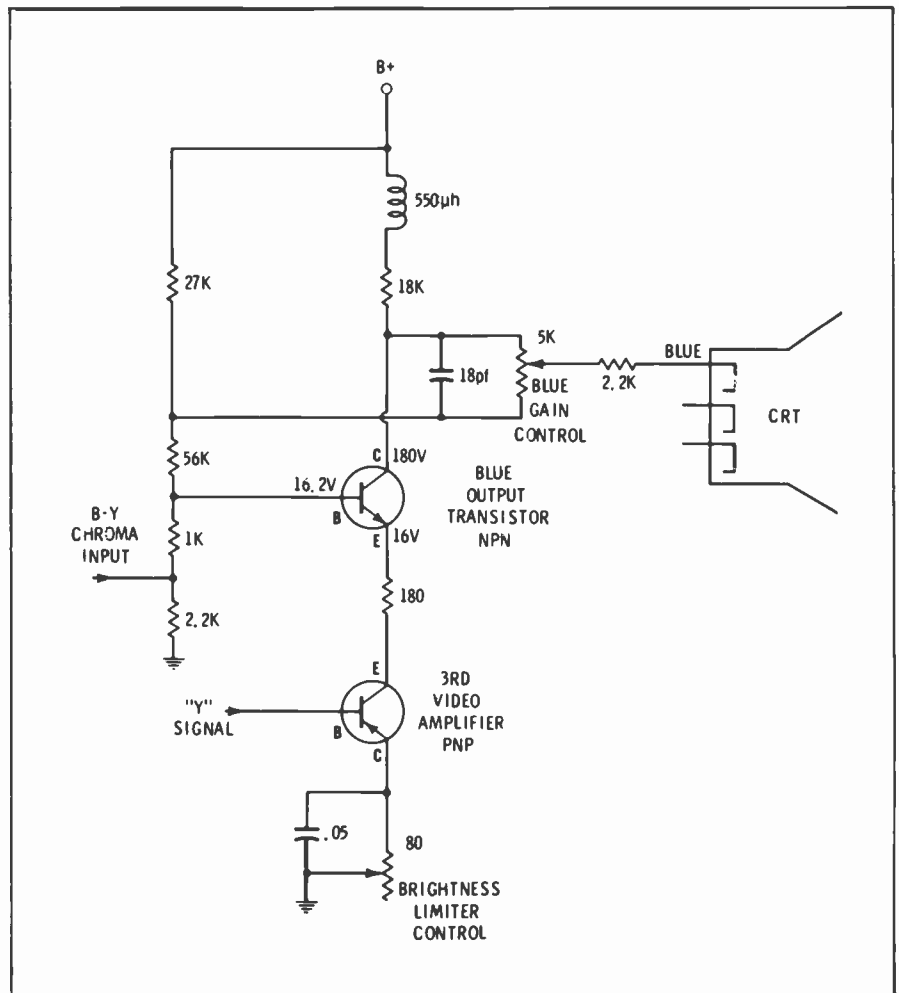 B+
550µh
27K
18K
5K
BLUE
18pf
BLUE
GAIN
CONTROL
2.2K
CRT
56K
C
180V
16.2V
B
BLUE
OUTPUT
TRANSISTOR
NPN
E
16V
B-Y
CHROMA
INPUT
1K
2.2K
180
E
3RD
VIDEO
AMPLIFIER
PNP
"Y"
SIGNAL
B
C
.05
80
BRIGHTNESS
LIMITER
CONTROL